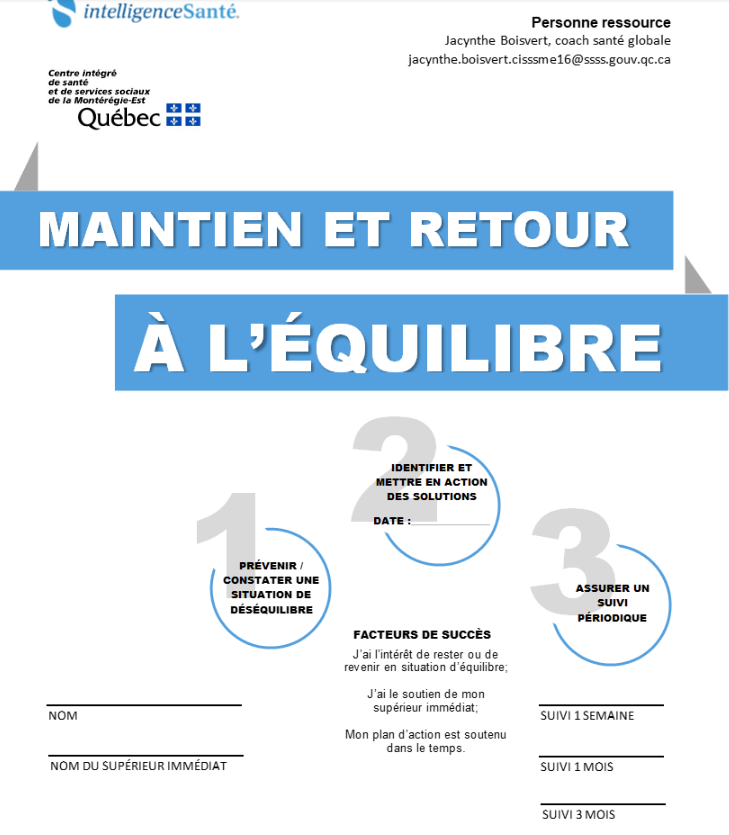 intelligenceSanté.
Personne ressource
Jacynthe Boisvert, coach santé globale
jacynthe.boisvert.cisssme16@ssss.gouv.qc.ca
Centre intégré
de santé
et de services sociaux
de la Montérégie-Est
Québec
MAINTIEN ET RETOUR
À L'ÉQUILIBRE
1
PRÉVENIR /
CONSTATER UNE
SITUATION DE
DÉSÉQUILIBRE
2
IDENTIFIER ET
METTRE EN ACTION
DES SOLUTIONS
DATE : ______________
3
ASSURER UN
SUIVI
PÉRIODIQUE
FACTEURS DE SUCCÈS
J'ai l'intérêt de rester ou de
revenir en situation d'équilibre;
J'ai le soutien de mon
supérieur immédiat;
Mon plan d'action est soutenu
dans le temps.
NOM
NOM DU SUPÉRIEUR IMMÉDIAT
SUIVI 1 SEMAINE
SUIVI 1 MOIS
SUIVI 3 MOIS